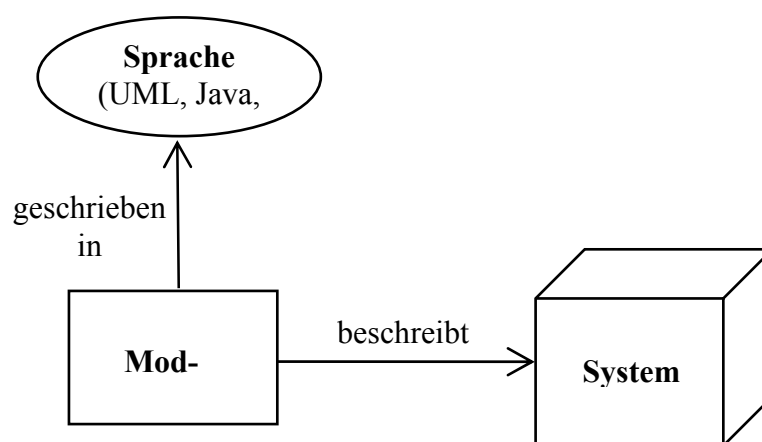 Sprache
(UML, Java,
geschrieben
in
beschreibt
Mod-
System